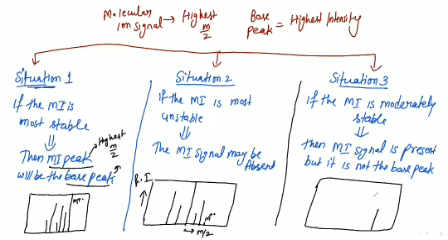 Molecular ion signal → Highest m/z
Base peak = Highest Intensity
Situation 1
if the MI is
most stable
⇓
Then MI peak → Highest m/z
will be the base peak
M+.
Situation 2
if the MI is most
unstable
⇓
The MI signal may be
Absent
R.I
M+.
↔ m/z
Situation 3
if the MI is moderately
stable
⇓
then MI signal is present
but it is not the base peak